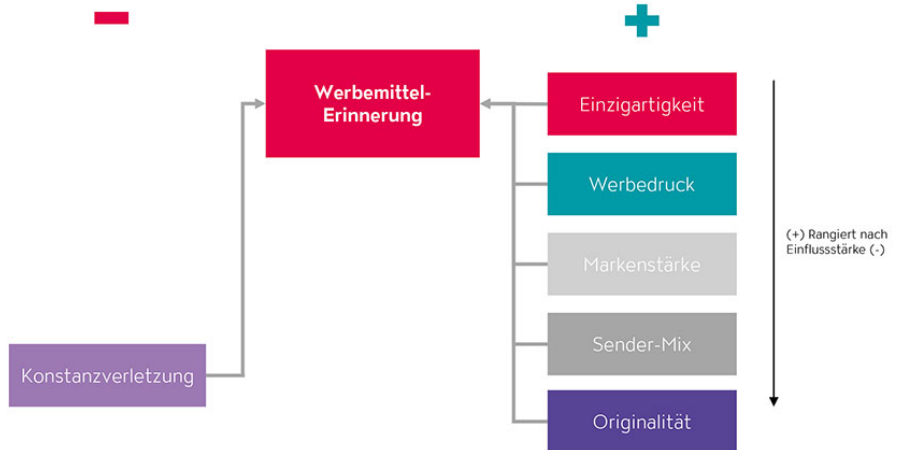 Werbemittel-
Erinnerung
Einzigartigkeit
Werbedruck
Markenstärke
Sender-Mix
Originalität
Konstanzverletzung
(+) Rangiert nach
Einflussstärke (-)